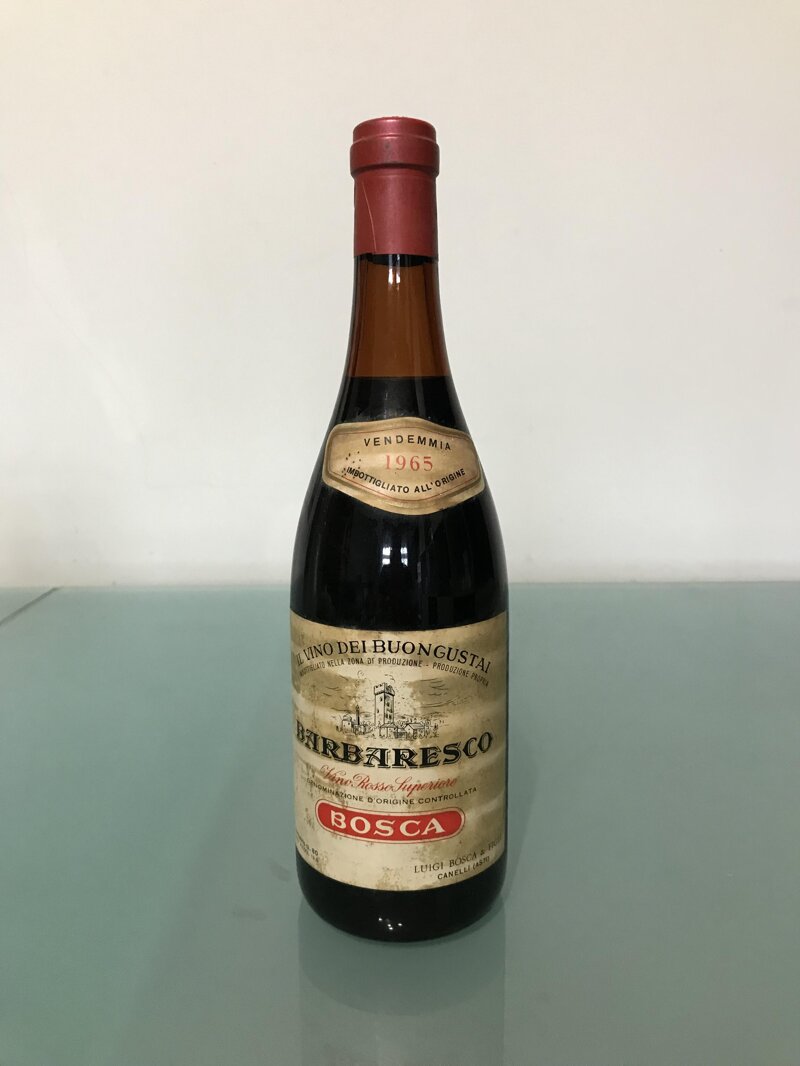 VENDEMMIA
1965
IMBOTTIGLIATO ALL'ORIGINE
IL VINO DEI BUONGUSTAI
IMBOTTIGLIATO NELLA ZONA DI PRODUZIONE - PRODUZIONE PROPRIA
BARBARESCO
Vino Rosso Superiore
DENOMINAZIONE D'ORIGINE CONTROLLATA
BOSCA
LUIGI BOSCA &
CANELLI (ASTI)